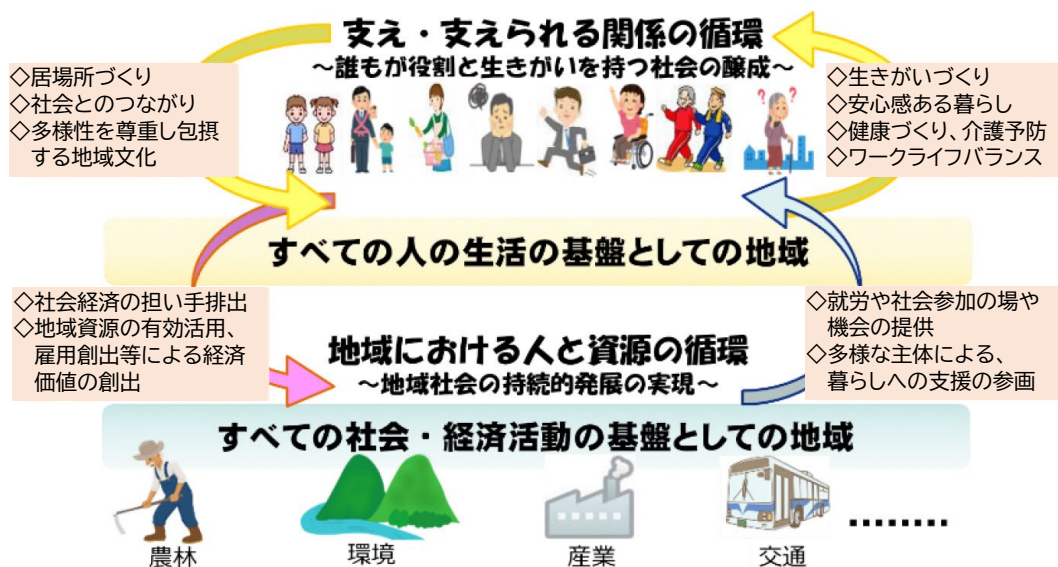 支え・支えられる関係の循環
～誰もが役割と生きがいを持つ社会の醸成～
◇居場所づくり
◇社会とのつながり
◇多様性を尊重し包摂
する地域文化
◇生きがいづくり
◇安心感ある暮らし
◇健康づくり、介護予防
◇ワークライフバランス
すべての人の生活の基盤としての地域
◇社会経済の担い手排出
◇地域資源の有効活用、
雇用創出等による経済
価値の創出
地域における人と資源の循環
～地域社会の持続的発展の実現～
◇就労や社会参加の場や
機会の提供
◇多様な主体による、
暮らしへの支援の参画
すべての社会・経済活動の基盤としての地域
農林
環境
産業
交通
………